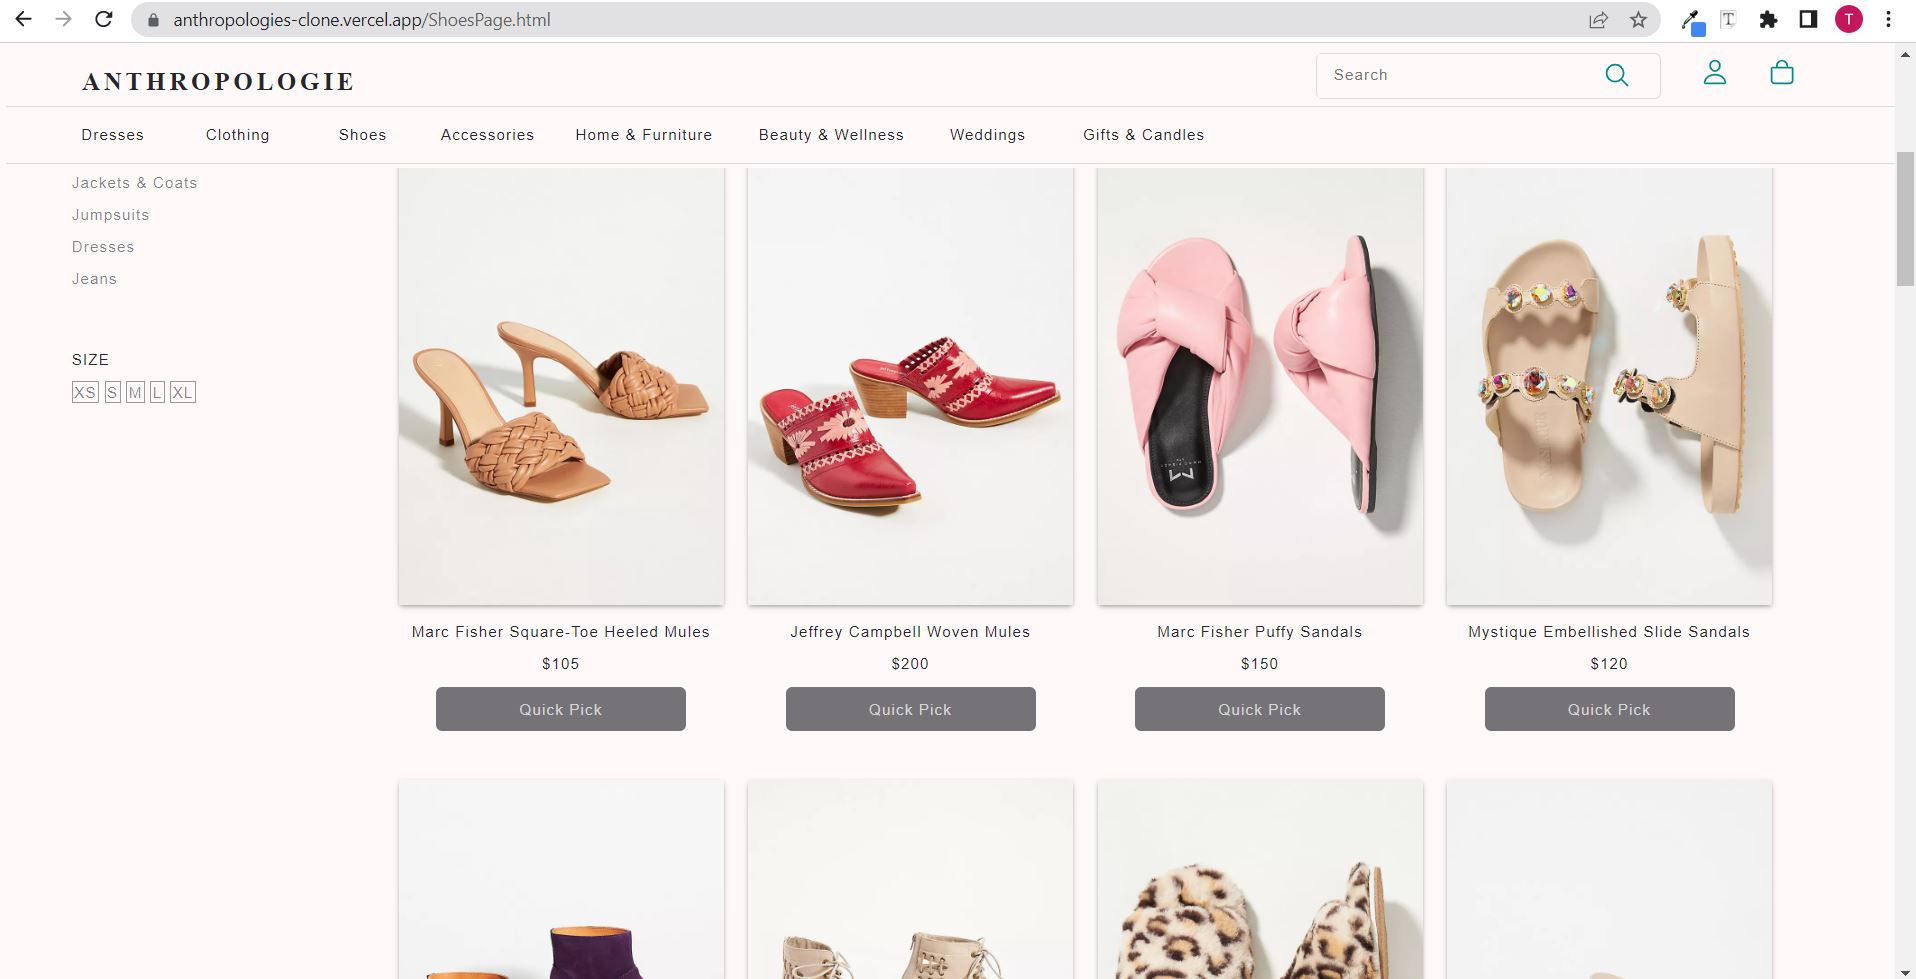 anthropologies-clone.vercel.app/ShoesPage.html
T
T
ANTHROPOLOGIE
Search
Dresses Clothing Shoes Accessories Home & Furniture Beauty & Wellness Weddings Gifts & Candles
Jackets & Coats
Jumpsuits
Dresses
Jeans
SIZE
XS S M L XL
Marc Fisher Square-Toe Heeled Mules
$105
Quick Pick
Jeffrey Campbell Woven Mules
$200
Quick Pick
Marc Fisher Puffy Sandals
$150
Quick Pick
Mystique Embellished Slide Sandals
$120
Quick Pick